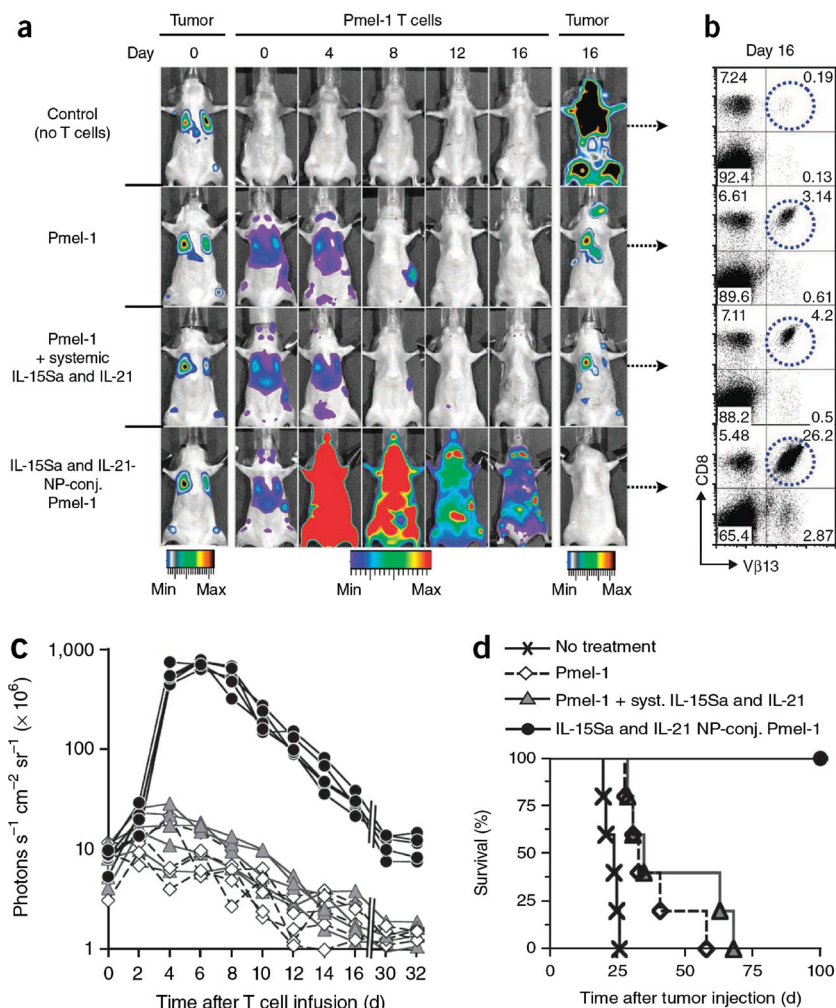 a
Tumor Pmel-1 T cells Tumor
Day 0 0 4 8 12 16 16
Control
(no T cells)
Pmel-1
Pmel-1
+ systemic
IL-15Sa and IL-21
IL-15Sa and IL-21-
NP-conj.
Pmel-1
Min Max
Min Max
Min Max
b
Day 16
7.24 0.19
92.4 0.13
6.61 3.14
89.6 0.61
7.11 4.2
88.2 0.5
5.48 26.2
65.4 2.87
CD8
Vβ13
c
1,000
100
10
1
Photons s⁻¹ cm⁻² sr⁻¹ (× 10⁶)
0 2 4 6 8 10 12 14 16 30 32
Time after T cell infusion (d)
d
No treatment
Pmel-1
Pmel-1 + syst. IL-15Sa and IL-21
IL-15Sa and IL-21 NP-conj. Pmel-1
100
75
50
25
0
Survival (%)
0 25 50 75 100
Time after tumor injection (d)